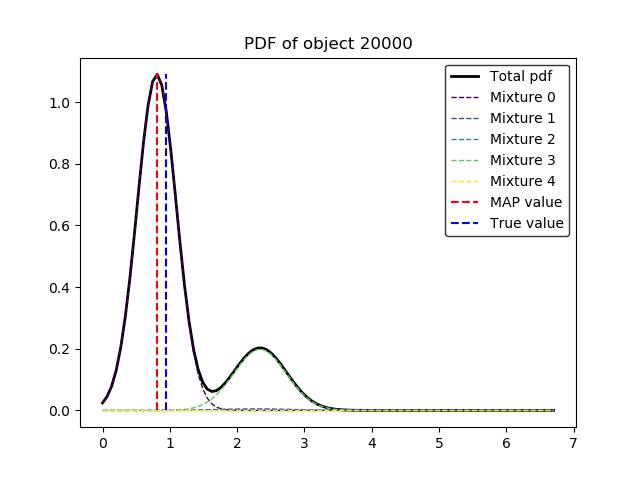 PDF of object 20000
Total pdf
Mixture 0
Mixture 1
Mixture 2
Mixture 3
Mixture 4
MAP value
True value
1.0
0.8
0.6
0.4
0.2
0.0
0 1 2 3 4 5 6 7